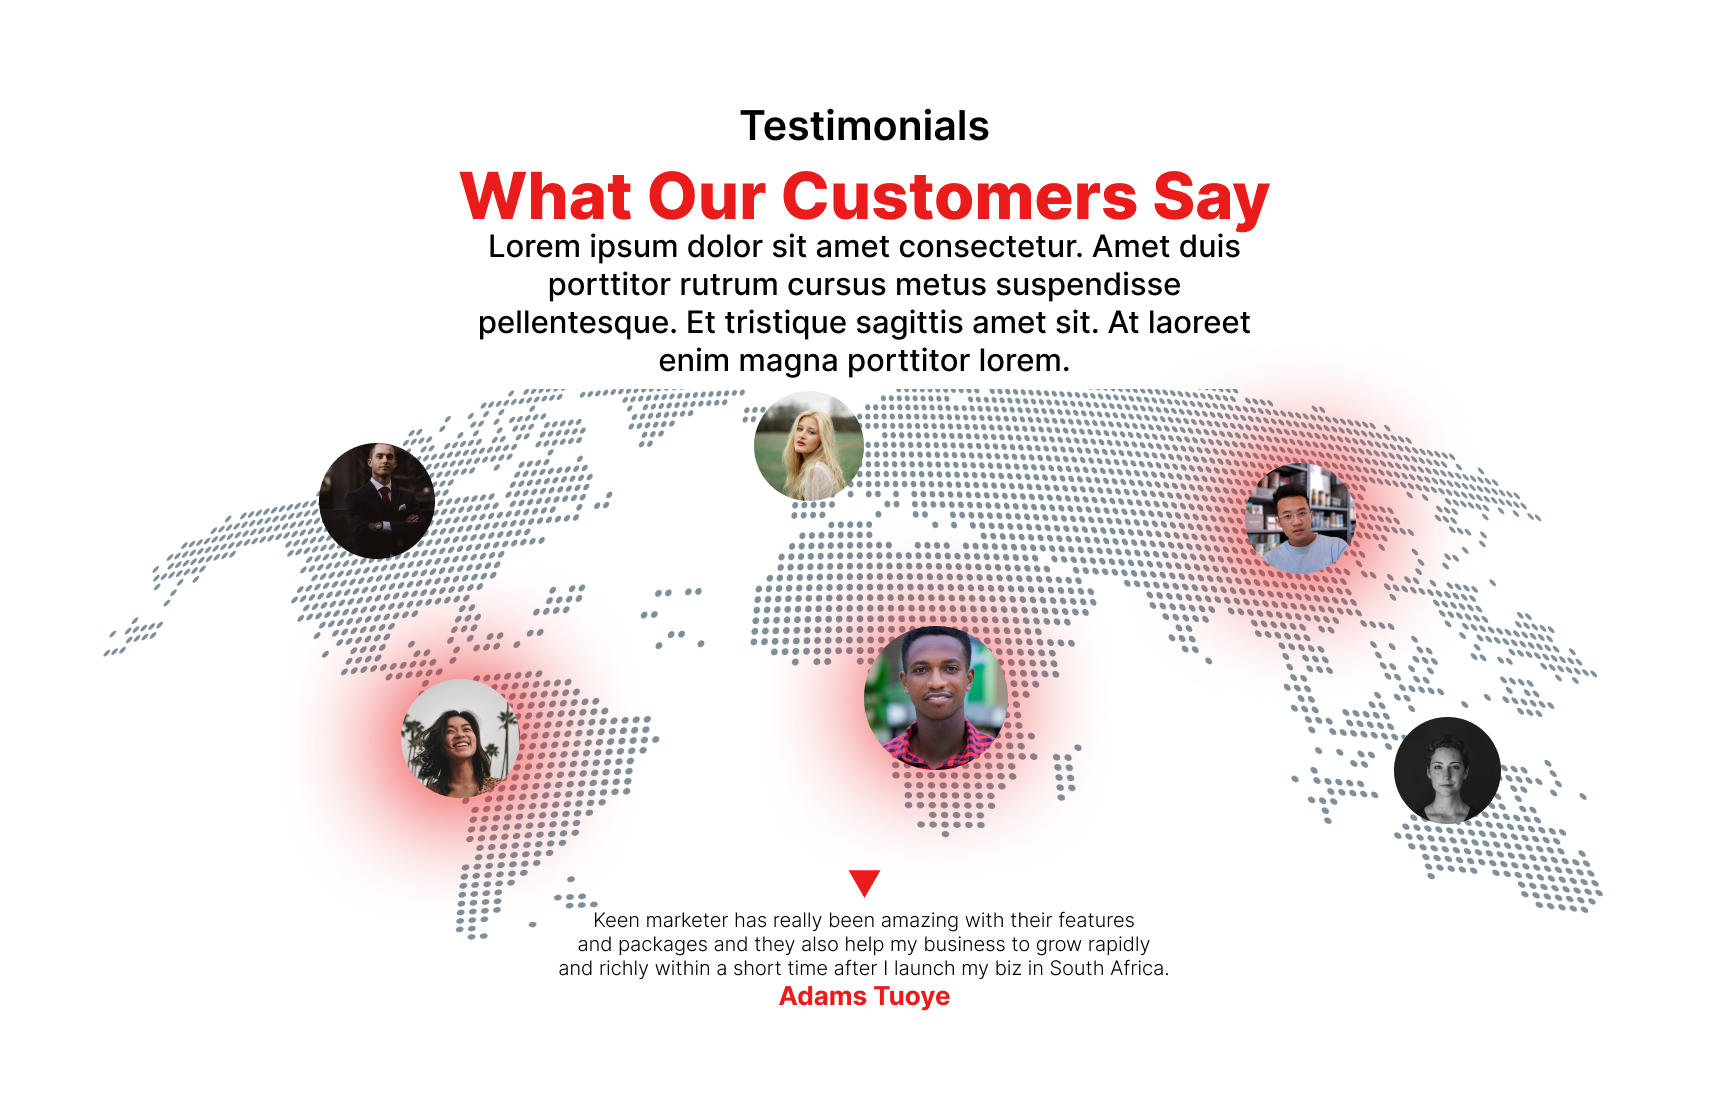 Testimonials
What Our Customers Say
Lorem ipsum dolor sit amet consectetur. Amet duis
porttitor rutrum cursus metus suspendisse
pellentesque. Et tristique sagittis amet sit. At laoreet
enim magna porttitor lorem.
Keen marketer has really been amazing with their features
and packages and they also help my business to grow rapidly
and richly within a short time after I launch my biz in South Africa.
Adams Tuoye